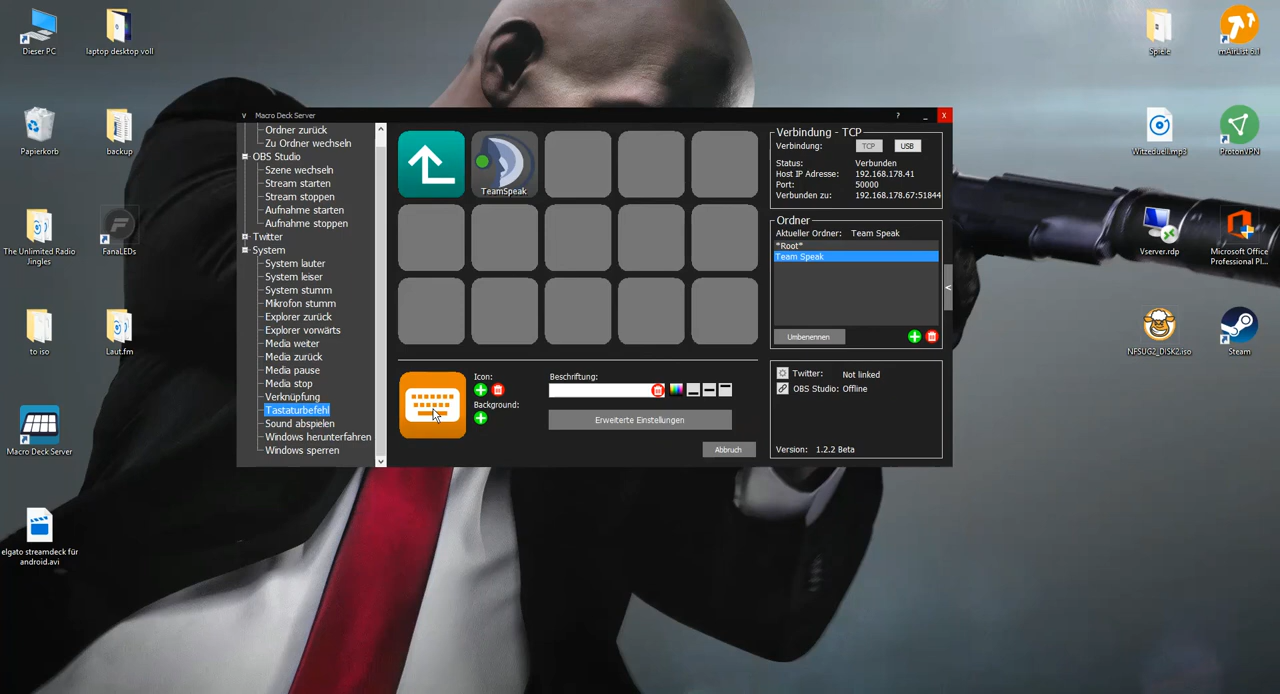 Dieser PC
laptop desktop voll
Papierkorb
backup
The Unlimited Radio
Jingles
FanaLEDs
to iso
Laut.fm
Macro Deck Server
elgato streamdeck für
android.avi
Macro Deck Server
?
_
X
Ordner zurück
Zu Ordner wechseln
OBS Studio
Szene wechseln
Stream starten
Stream stoppen
Aufnahme starten
Aufnahme stoppen
Twitter
System
System lauter
System leiser
System stumm
Mikrofon stumm
Explorer zurück
Explorer vorwärts
Media weiter
Media zurück
Media pause
Media stop
Verknüpfung
Tastaturbefehl
Sound abspielen
Windows herunterfahren
Windows sperren
TeamSpeak
Icon:
Background:
Beschriftung:
Erweiterte Einstellungen
Abbruch
Verbindung - TCP
Verbindung: TCP USB
Status: Verbunden
Host IP Adresse: 192.168.178.41
Port: 50000
Verbunden zu: 192.168.178.67:51844
Ordner
Aktueller Ordner: Team Speak
*Root*
Team Speak
<
Umbenennen
Twitter: Not linked
OBS Studio: Offline
Version: 1.2.2 Beta
Spiele
mAirList 6.1
Witzeduell.mp3
ProtonVPN
Vserver.rdp
Microsoft Office
Professional Pl...
NFSUG2_DISK2.iso
Steam